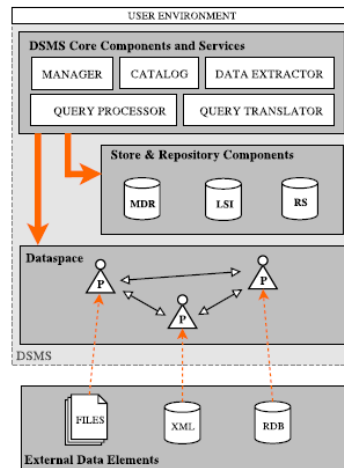 USER ENVIRONMENT
DSMS Core Components and Services
MANAGER CATALOG DATA EXTRACTOR
QUERY PROCESSOR QUERY TRANSLATOR
Store & Repository Components
MDR LSI RS
Dataspace
P P
P
DSMS
FILES XML RDB
External Data Elements